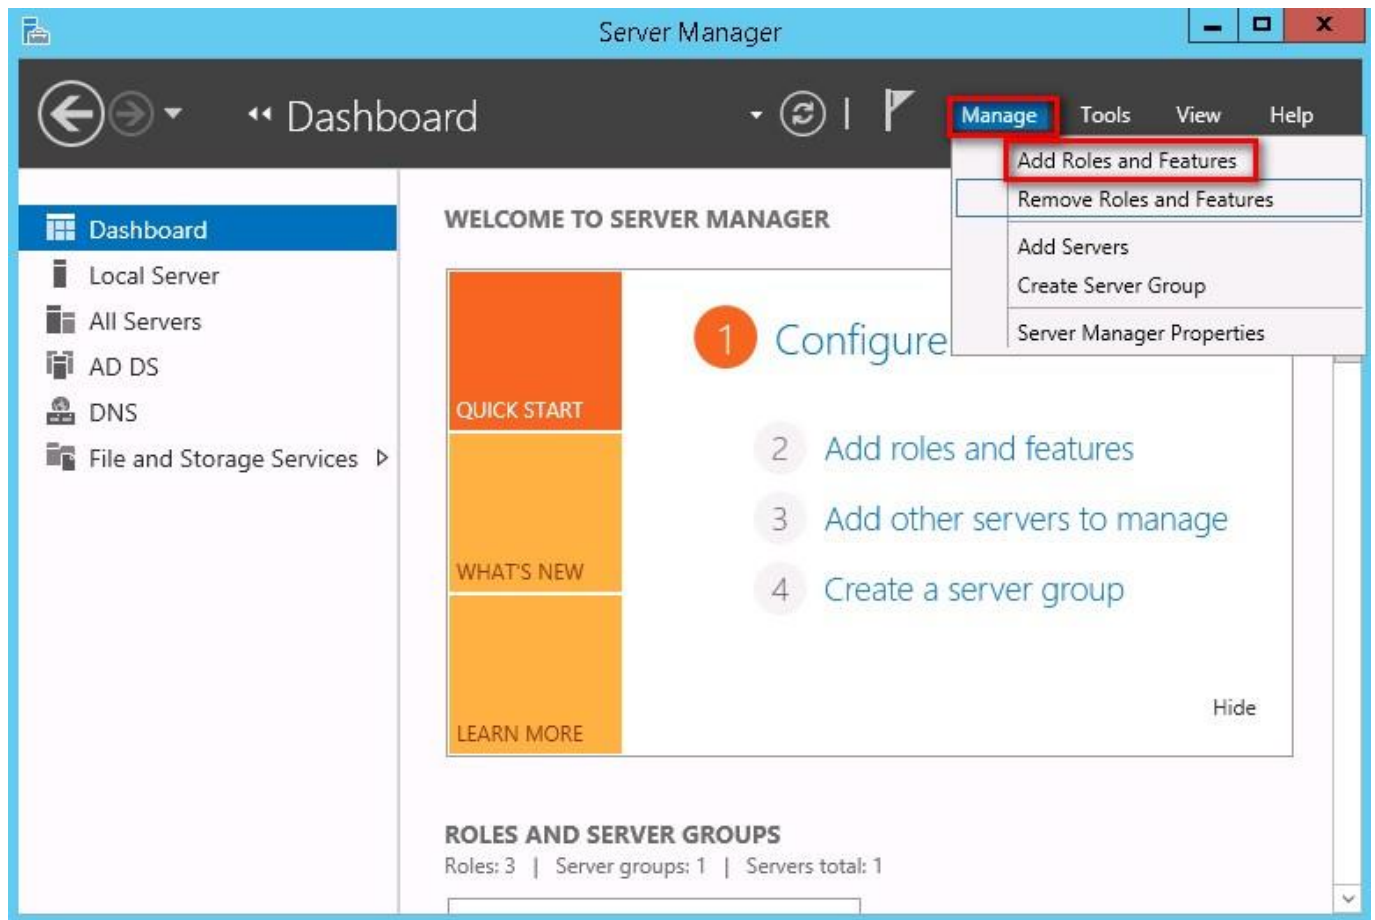 Server Manager
Dashboard
Manage Tools View Help
Add Roles and Features
Remove Roles and Features
Add Servers
Create Server Group
Server Manager Properties
Dashboard
Local Server
All Servers
AD DS
DNS
File and Storage Services
WELCOME TO SERVER MANAGER
QUICK START
WHAT'S NEW
LEARN MORE
1 Configure
2 Add roles and features
3 Add other servers to manage
4 Create a server group
Hide
ROLES AND SERVER GROUPS
Roles: 3 | Server groups: 1 | Servers total: 1